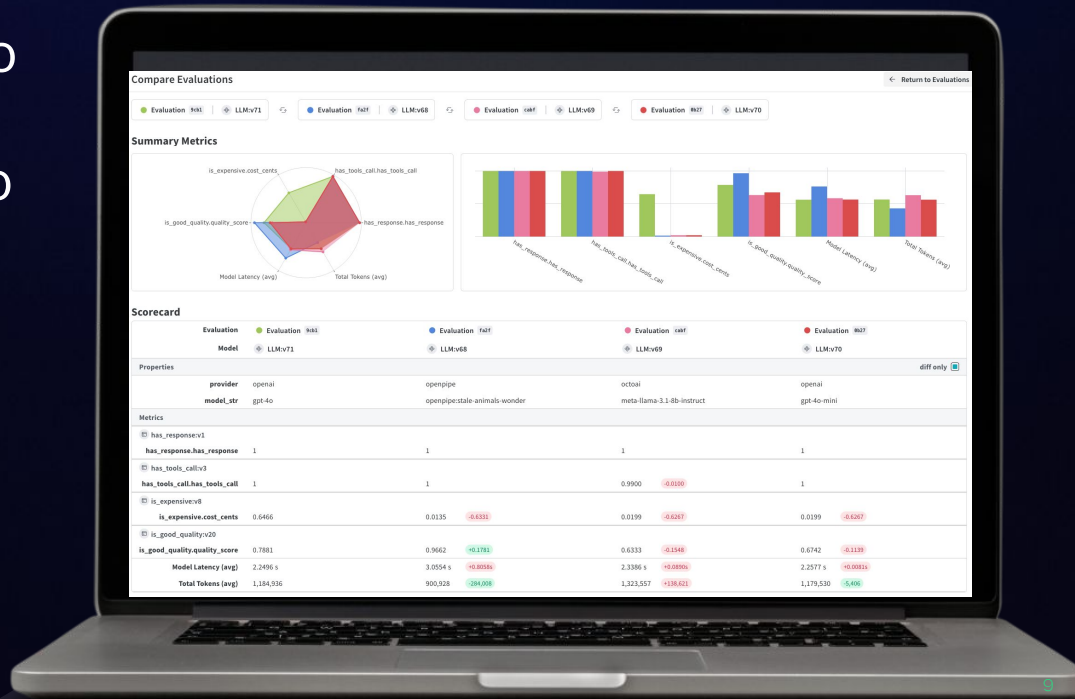 Compare Evaluations
← Return to Evaluations
Evaluation 9cb1 LLM:v71 Evaluation fa2f LLM:v68 Evaluation cabf LLM:v69 Evaluation 0b27 LLM:v70
Summary Metrics
is_expensive.cost_cents
has_tools_call.has_tools_call
is_good_quality.quality_score
has_response.has_response
Model Latency (avg)
Total Tokens (avg)
has_response.has_response
has_tools_call.has_tools_call
is_expensive.cost_cents
is_good_quality.quality_score
Model Latency (avg)
Total Tokens (avg)
Scorecard
Evaluation Evaluation 9cb1 Evaluation fa2f Evaluation cabf Evaluation 0b27
Model LLM:v71 LLM:v68 LLM:v69 LLM:v70
Properties diff only
provider openai openpipe octoai openai
model_str gpt-4o openpipe:stale-animals-wonder meta-llama-3.1-8b-instruct gpt-4o-mini
Metrics
has_response:v1
has_response.has_response 1 1 1 1
has_tools_call:v3
has_tools_call.has_tools_call 1 1 0.9900 -0.0100 1
is_expensive:v8
is_expensive.cost_cents 0.6466 0.0135 -0.6331 0.0199 -0.6267 0.0199 -0.6267
is_good_quality:v20
is_good_quality.quality_score 0.7881 0.9662 +0.1781 0.6333 -0.1548 0.6742 -0.1139
Model Latency (avg) 2.2496 s 3.0554 s +0.8058s 2.3386 s +0.0890s 2.2577 s +0.0081s
Total Tokens (avg) 1,184,936 900,928 -284,008 1,323,557 +138,621 1,179,530 -5,406
9